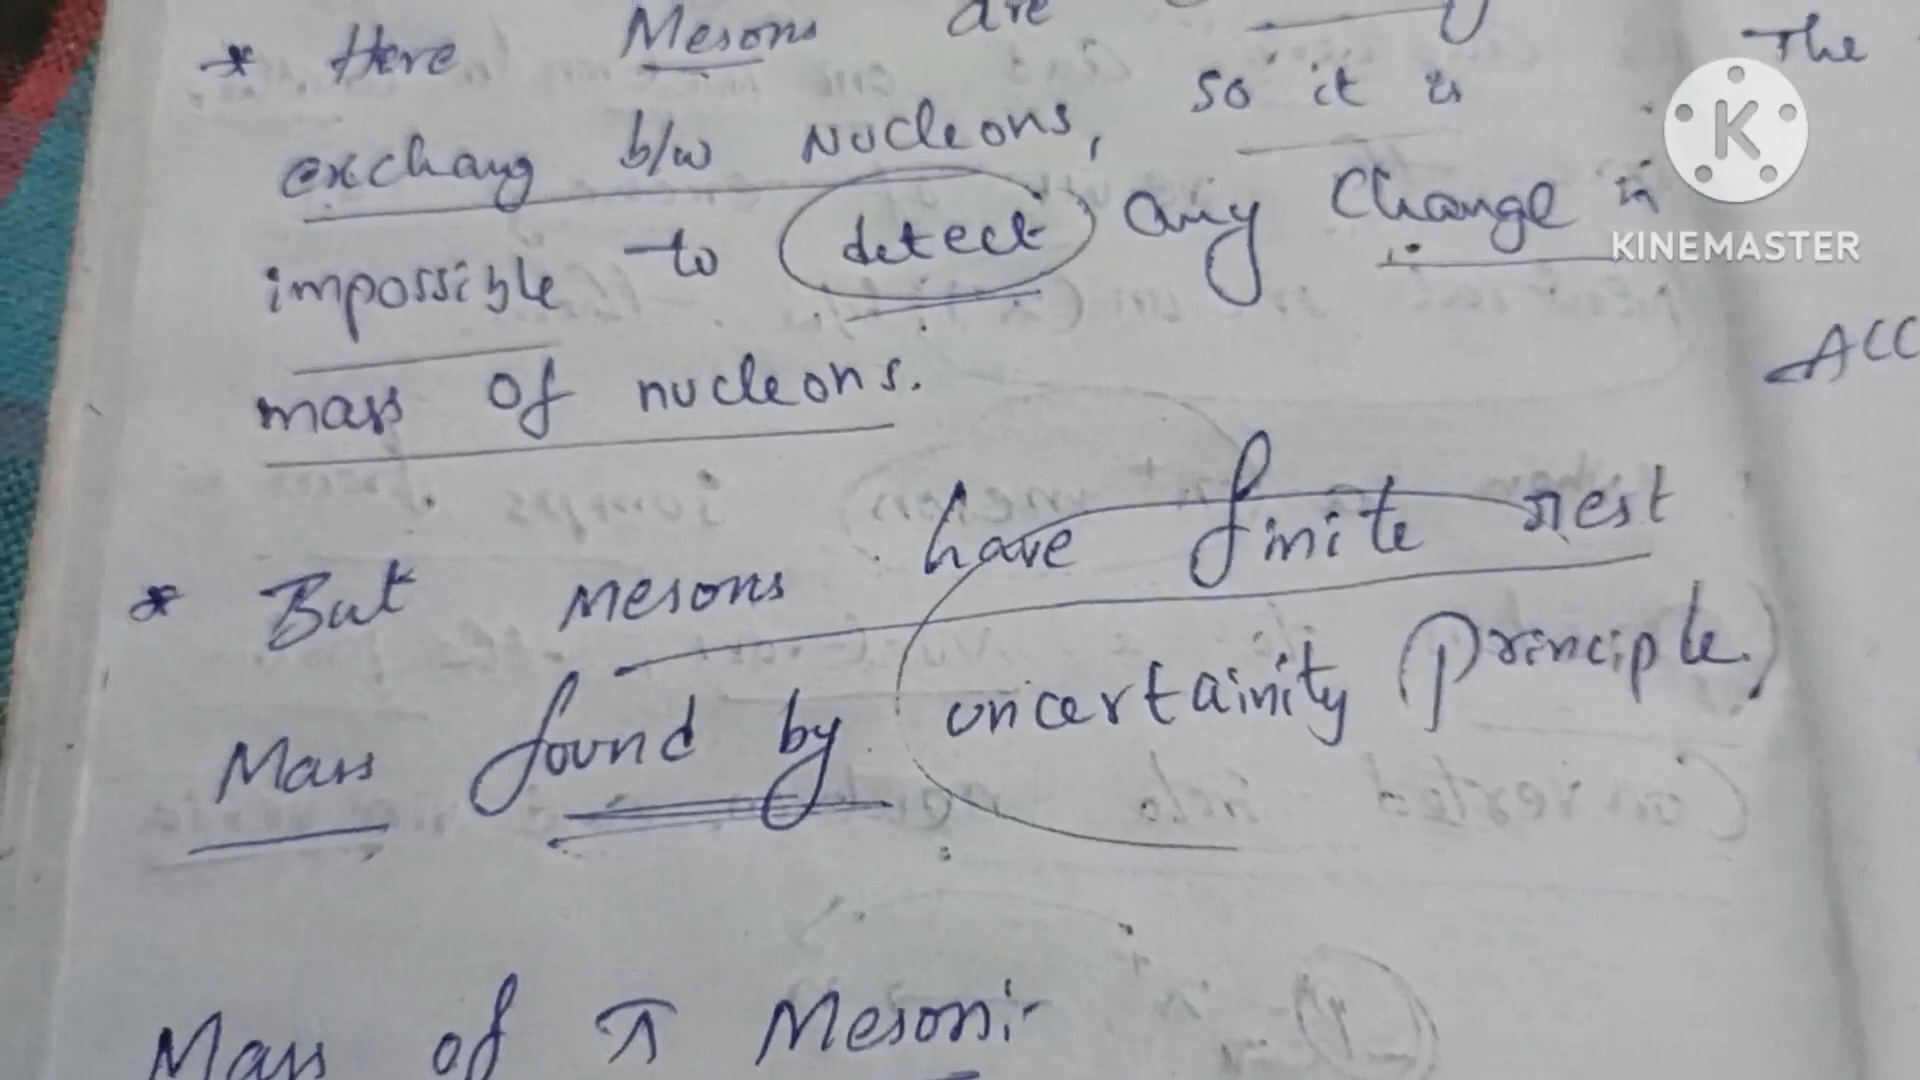 * Here Mesons are
exchang b/w Nucleons, so it is
impossible to detect any change in
mass of nucleons.
* But mesons have finite rest
Mass found by uncertainity Principle.
Mass of π Meson:-
The
ACC
K
KINEMASTER